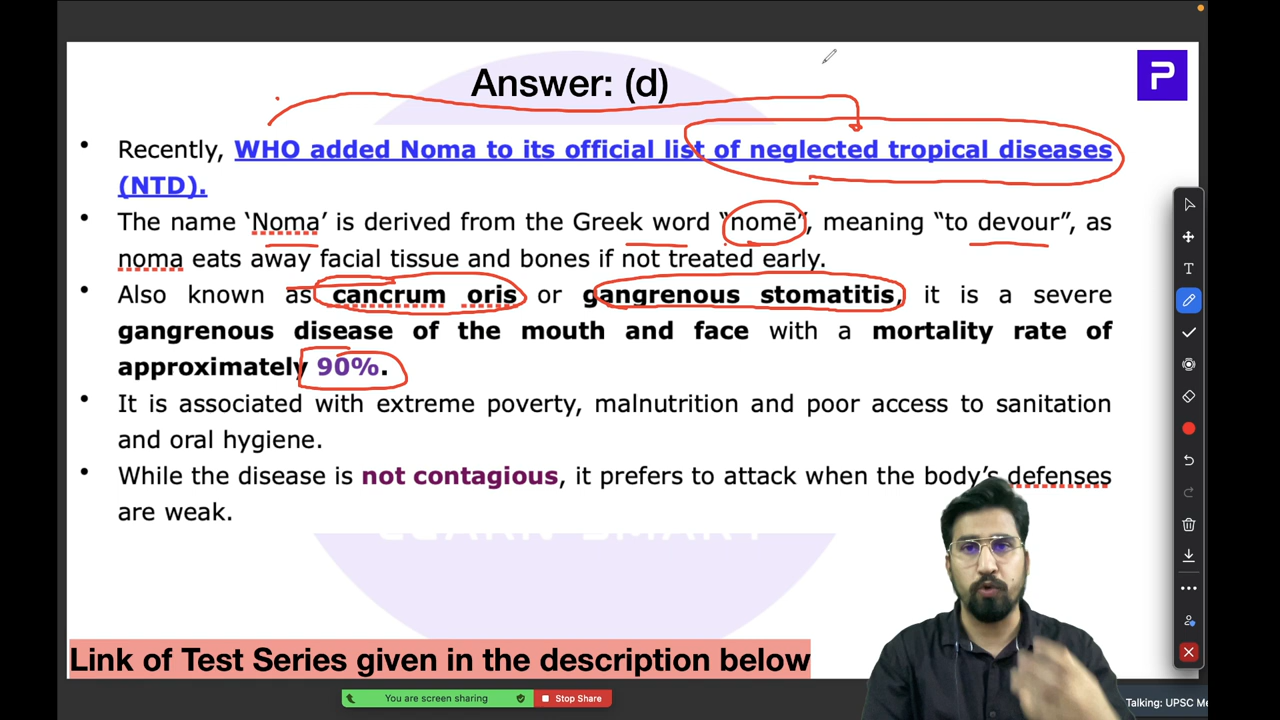 Answer: (d)
P
• Recently, WHO added Noma to its official list of neglected tropical diseases
(NTD).
• The name ‘Noma’ is derived from the Greek word “nomē”, meaning “to devour”, as
noma eats away facial tissue and bones if not treated early.
• Also known as cancrum oris or gangrenous stomatitis, it is a severe
gangrenous disease of the mouth and face with a mortality rate of
approximately 90%.
• It is associated with extreme poverty, malnutrition and poor access to sanitation
and oral hygiene.
• While the disease is not contagious, it prefers to attack when the body’s defenses
are weak.
LEARN SMART
Link of Test Series given in the description below
You are screen sharing
Stop Share
Talking: UPSC
T